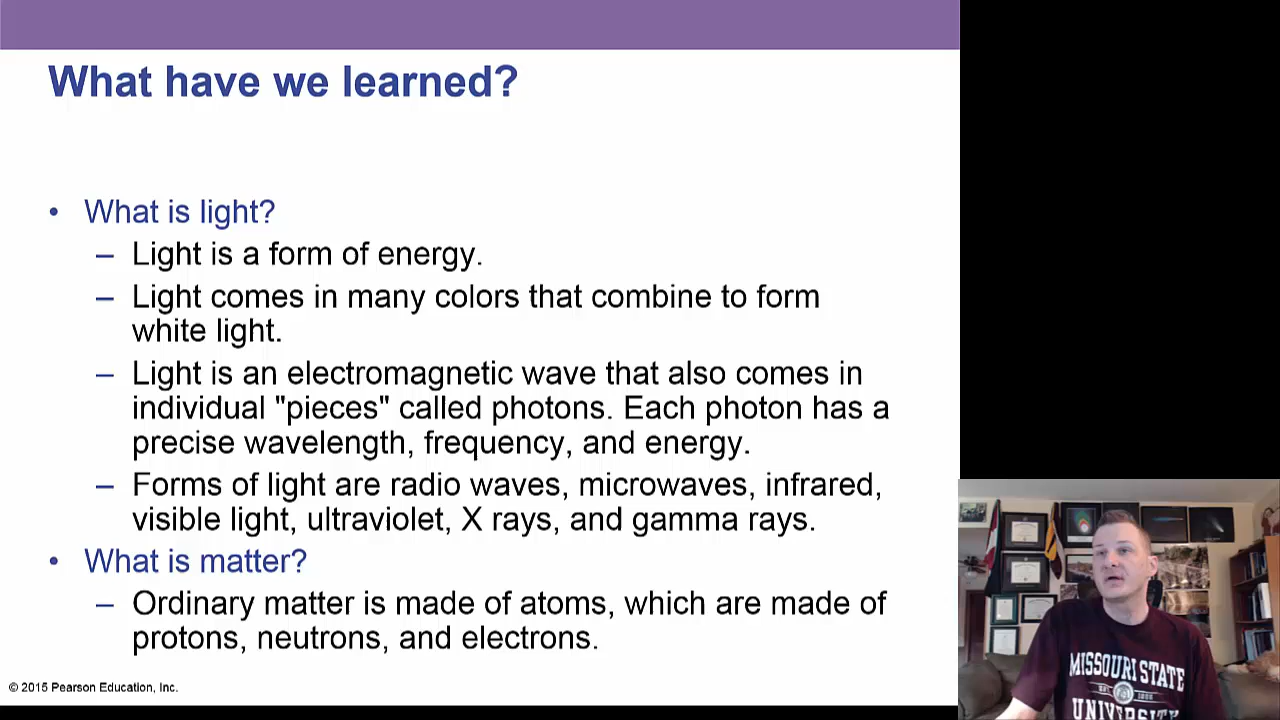 What have we learned?
• What is light?
– Light is a form of energy.
– Light comes in many colors that combine to form
white light.
– Light is an electromagnetic wave that also comes in
individual "pieces" called photons. Each photon has a
precise wavelength, frequency, and energy.
– Forms of light are radio waves, microwaves, infrared,
visible light, ultraviolet, X rays, and gamma rays.
• What is matter?
– Ordinary matter is made of atoms, which are made of
protons, neutrons, and electrons.
© 2015 Pearson Education, Inc.
MISSOURI STATE
UNIVERSITY